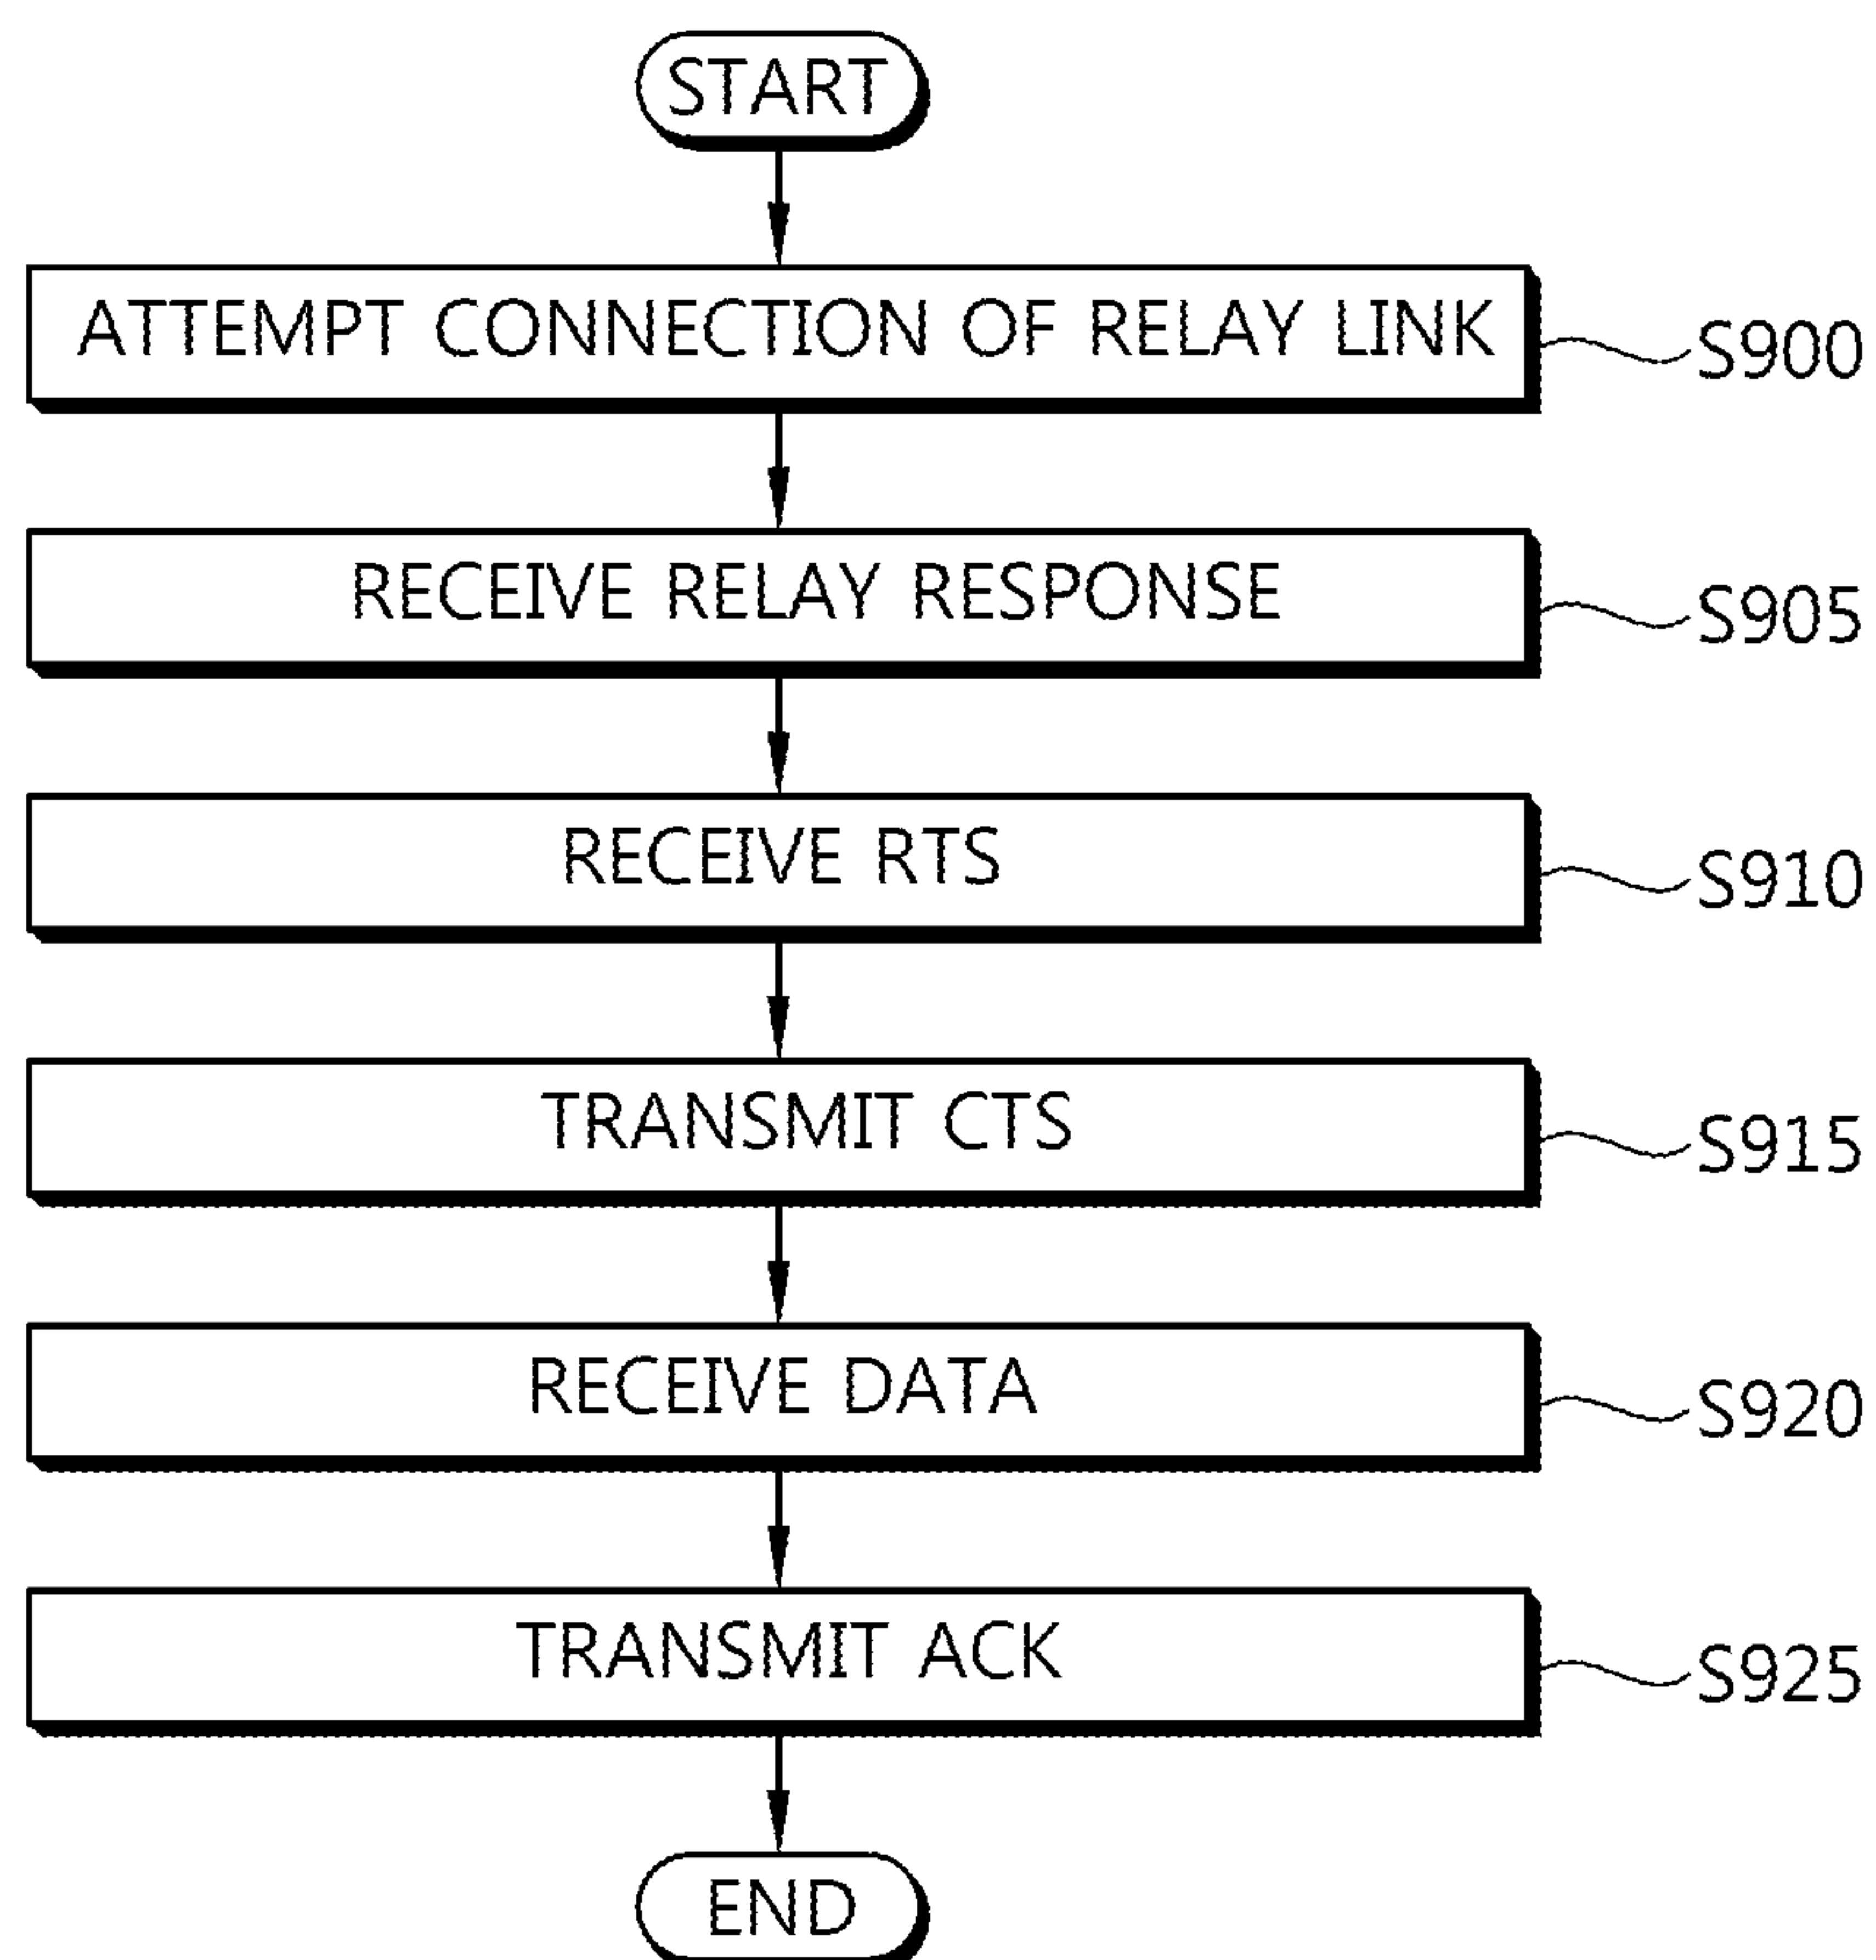 START
ATTEMPT CONNECTION OF RELAY LINK
S900
RECEIVE RELAY RESPONSE
S905
RECEIVE RTS
S910
TRANSMIT CTS
S915
RECEIVE DATA
S920
TRANSMIT ACK
S925
END